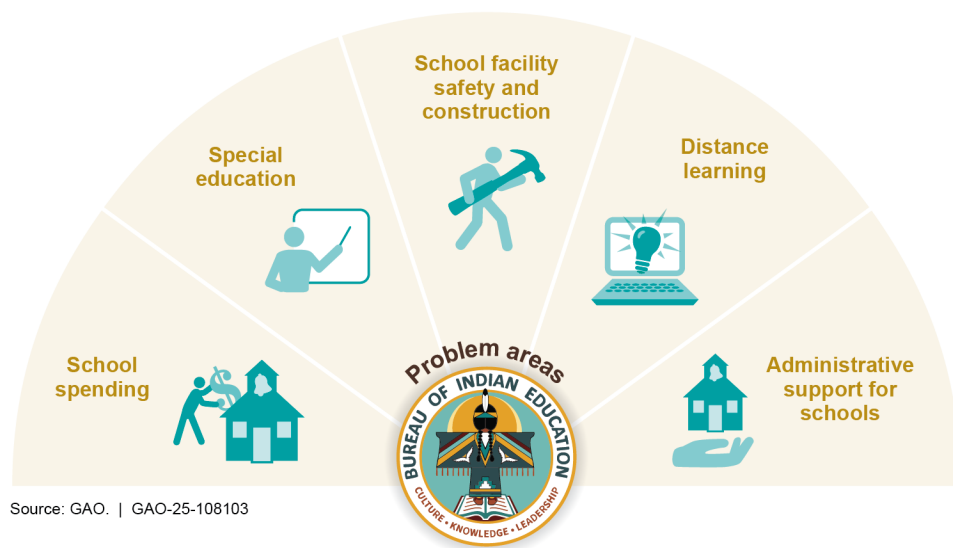 School facility
safety and
construction
Special
education
Distance
learning
School
spending
Administrative
support for
schools
Problem areas
BUREAU OF INDIAN EDUCATION
CULTURE • KNOWLEDGE • LEADERSHIP
Source: GAO. | GAO-25-108103